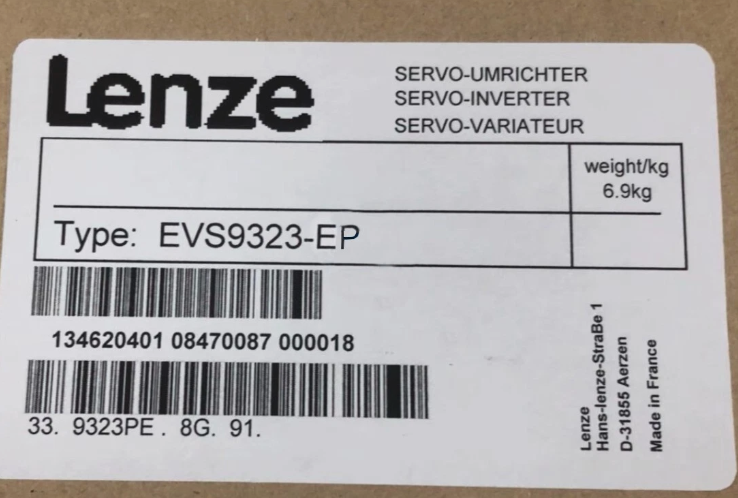 Lenze
SERVO-UMRICHTER
SERVO-INVERTER
SERVO-VARIATEUR
weight/kg
6.9kg
Type: EVS9323-EP
134620401 08470087 000018
33. 9323PE . 8G. 91.
Lenze
Hans-lenze-StraBe 1
D-31855 Aerzen
Made in France